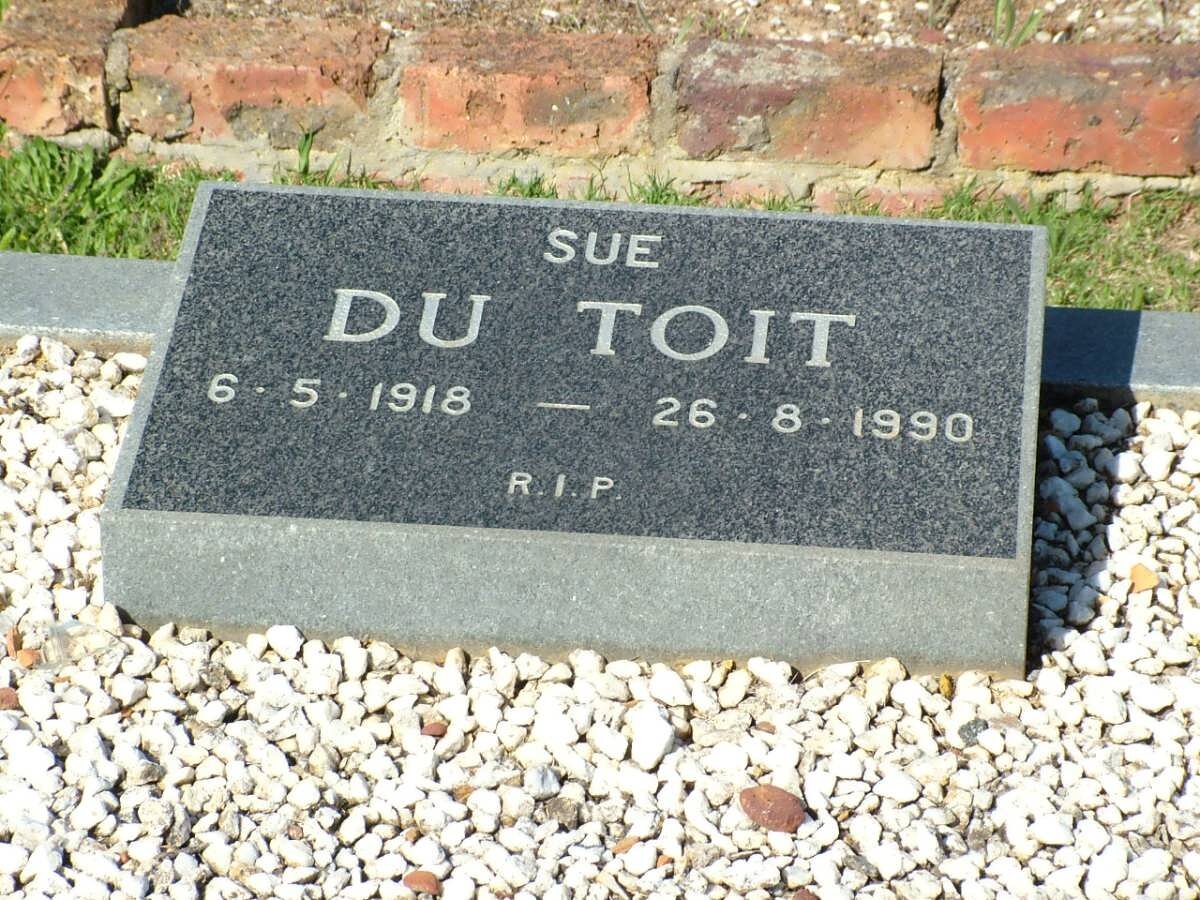 SUE
DU TOIT
6·5·1918 — 26·8·1990
R.I.P.